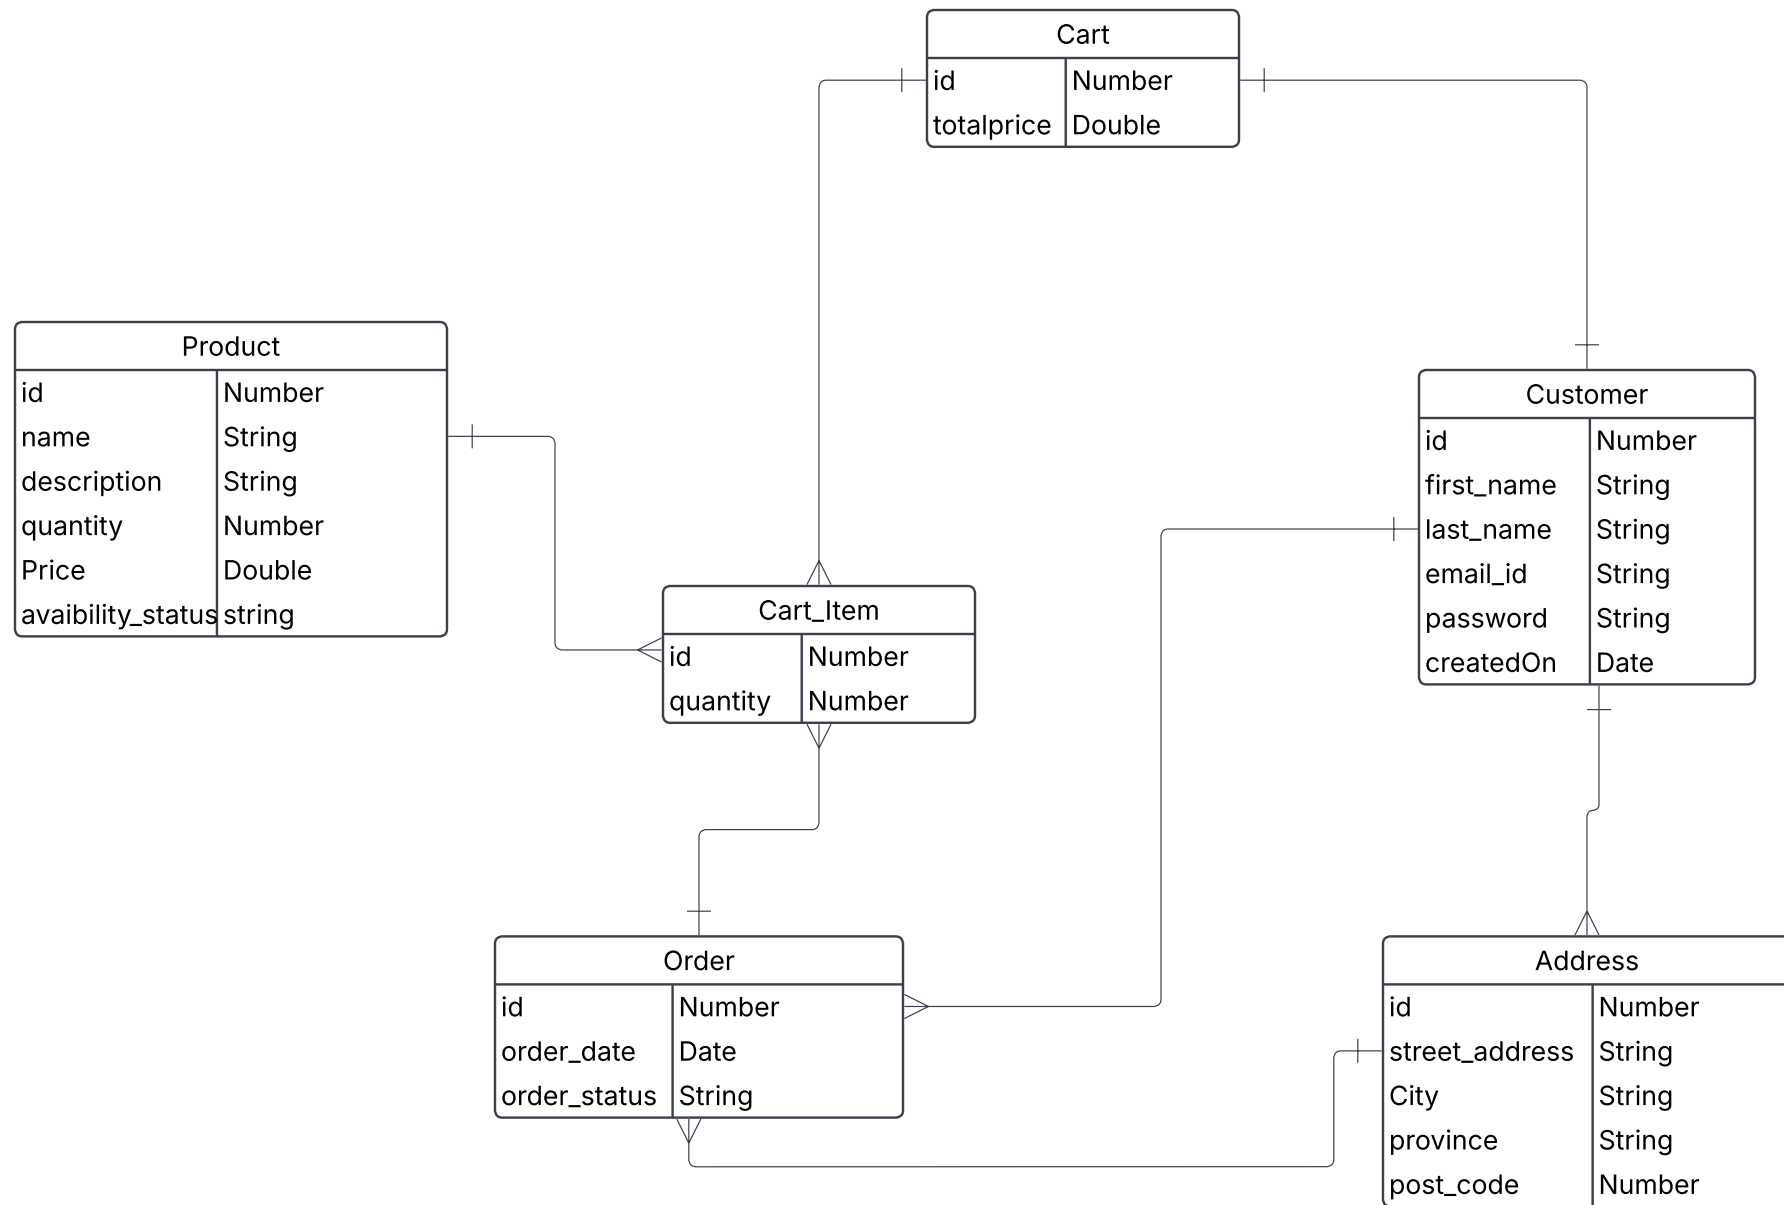 Cart
id Number
totalprice Double
Product
id Number
name String
description String
quantity Number
Price Double
avaibility_status string
Customer
id Number
first_name String
last_name String
email_id String
password String
createdOn Date
Cart_Item
id Number
quantity Number
Order
id Number
order_date Date
order_status String
Address
id Number
street_address String
City String
province String
post_code Number